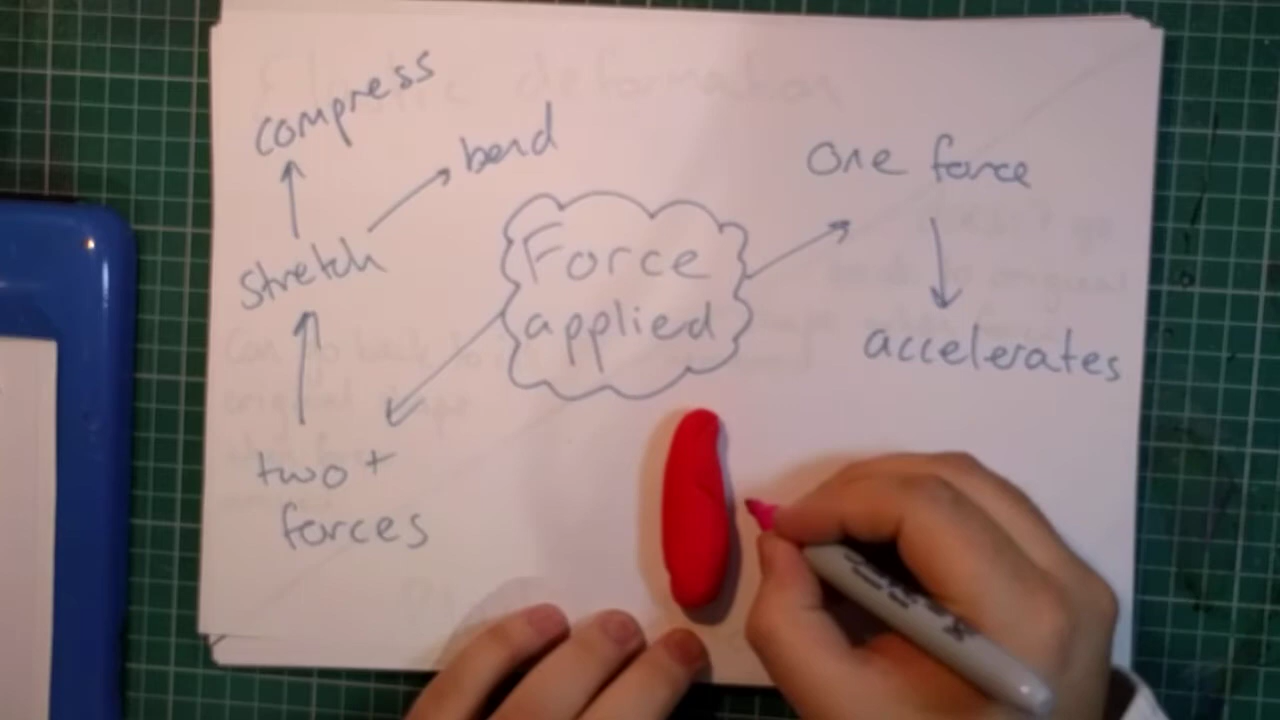 compress
bend
stretch
two +
forces
Force
applied
One force
accelerates